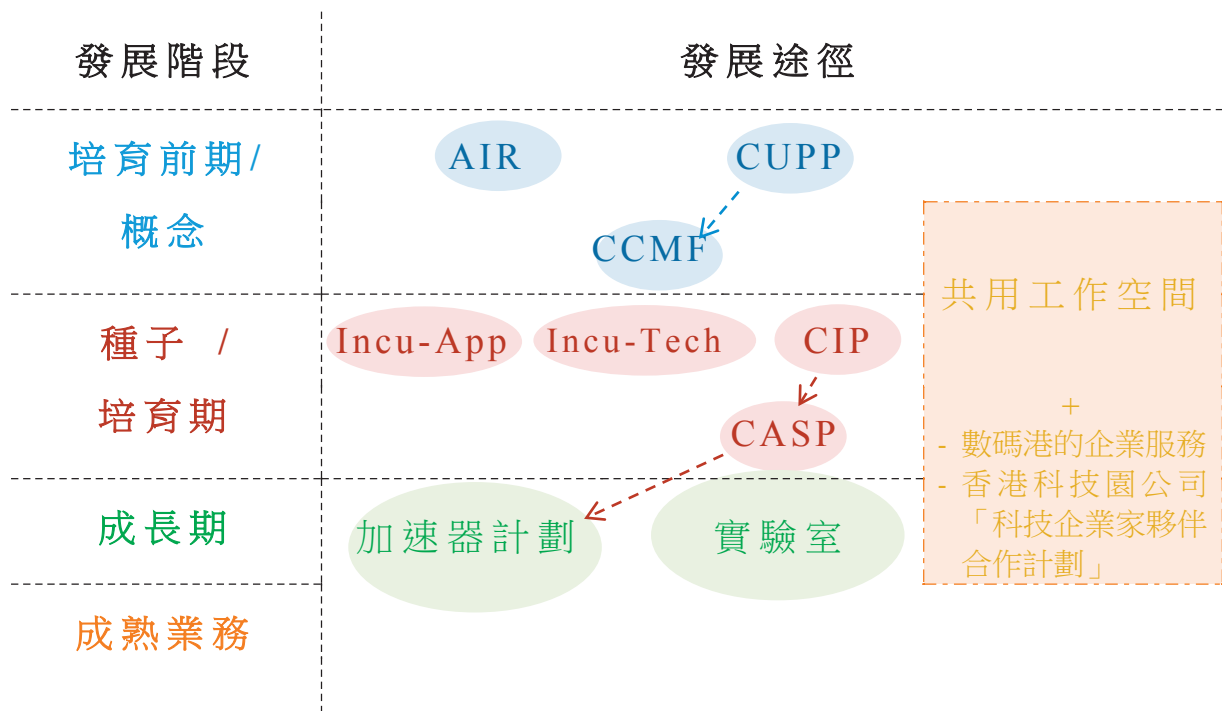 發展階段
發展途徑
培育前期/
概念
AIR
CUPP
CCMF
種子 /
培育期
Incu-App
Incu-Tech
CIP
CASP
成長期
加速器計劃
實驗室
成熟業務
共用工作空間
+
- 數碼港的企業服務
- 香港科技園公司
「科技企業家夥伴
合作計劃」